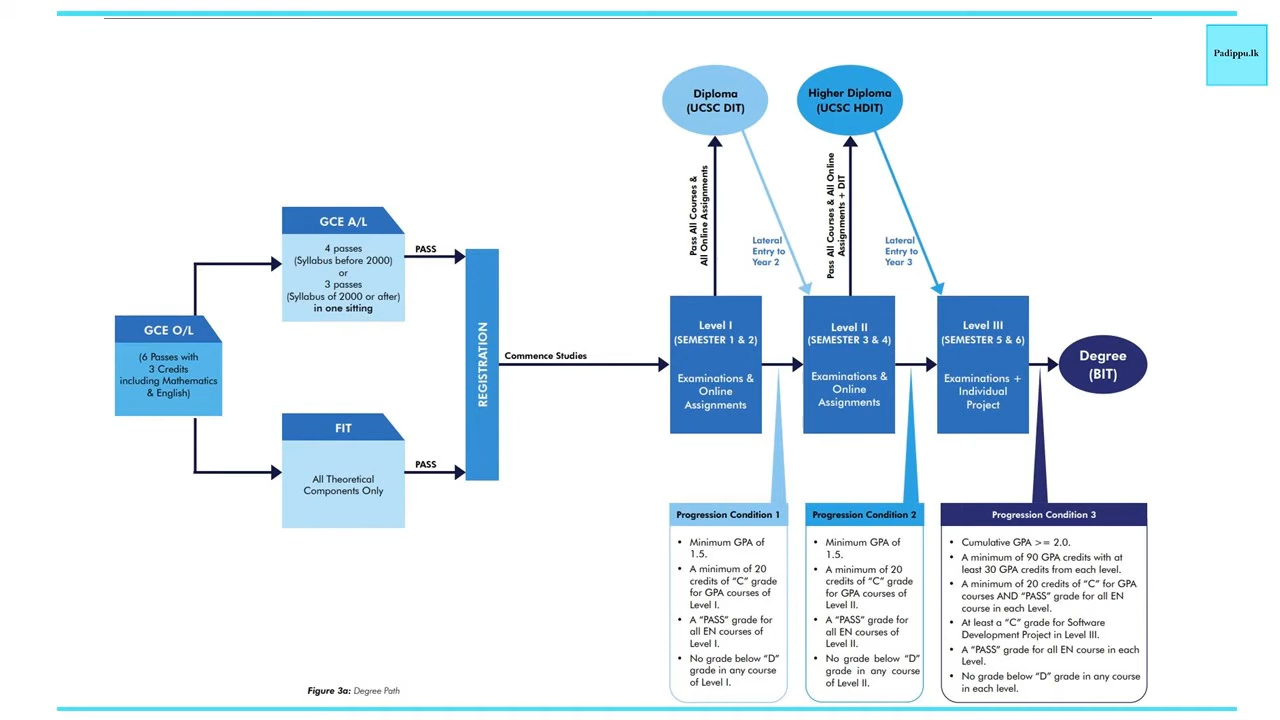 Padippu.lk
Diploma
(UCSC DIT)
Higher Diploma
(UCSC HDIT)
Pass All Courses &
All Online Assignments
Lateral
Entry to
Year 2
Pass All Courses & All Online
Assignments + DIT
Lateral
Entry to
Year 3
GCE A/L
4 passes
(Syllabus before 2000)
or
3 passes
(Syllabus of 2000 or after)
in one sitting
PASS
GCE O/L
(6 Passes with
3 Credits
including Mathematics
& English)
FIT
All Theoretical
Components Only
PASS
REGISTRATION
Commence Studies
Level I
(SEMESTER 1 & 2)
Examinations &
Online
Assignments
Level II
(SEMESTER 3 & 4)
Examinations &
Online
Assignments
Level III
(SEMESTER 5 & 6)
Examinations +
Individual
Project
Degree
(BIT)
Progression Condition 1
• Minimum GPA of
1.5.
• A minimum of 20
credits of “C” grade
for GPA courses of
Level I.
• A “PASS” grade for
all EN courses of
Level I.
• No grade below “D”
grade in any course
of Level I.
Progression Condition 2
• Minimum GPA of
1.5.
• A minimum of 20
credits of “C” grade
for GPA courses of
Level II.
• A “PASS” grade for
all EN courses of
Level II.
• No grade below “D”
grade in any course
of Level II.
Progression Condition 3
• Cumulative GPA >= 2.0.
• A minimum of 90 GPA credits with at
least 30 GPA credits from each level.
• A minimum of 20 credits of “C” for GPA
courses AND “PASS” grade for all EN
course in each Level.
• At least a “C” grade for Software
Development Project in Level III.
• A “PASS” grade for all EN course in each
Level.
• No grade below “D” grade in any course
in each level.
Figure 3a: Degree Path